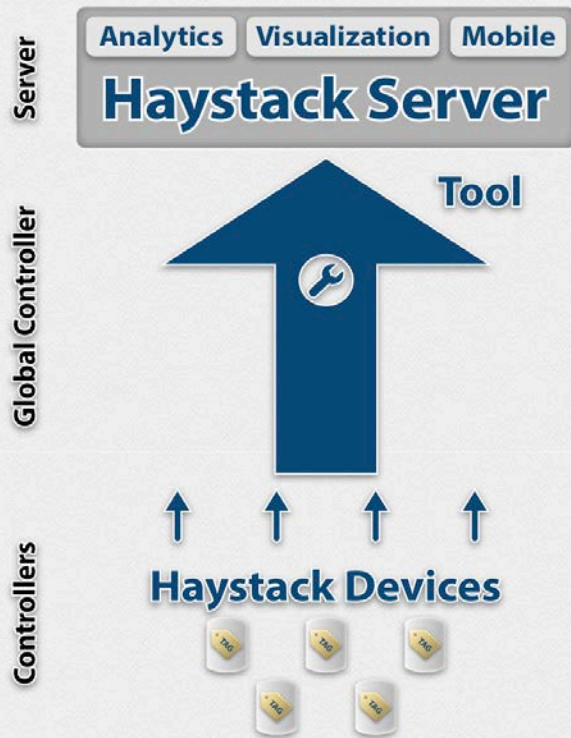 Server
Analytics Visualization Mobile
Haystack Server
Global Controller
Tool
Controllers
Haystack Devices
TAG TAG TAG
TAG TAG